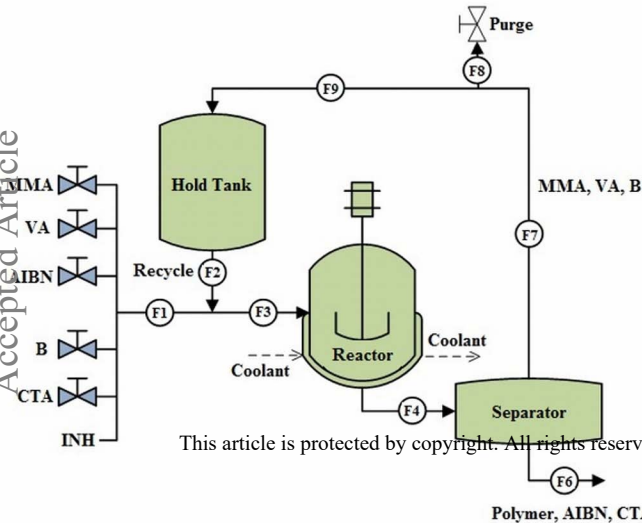 Purge
F8
F9
Hold Tank
MMA
MMA, VA, B
VA
F7
AIBN
Recycle
F2
F1
F3
B
Reactor
Coolant
Coolant
CTA
F4
Separator
INH
This article is protected by copyright. All rights reserv
F6
Polymer, AIBN, CTA
Accepted Article